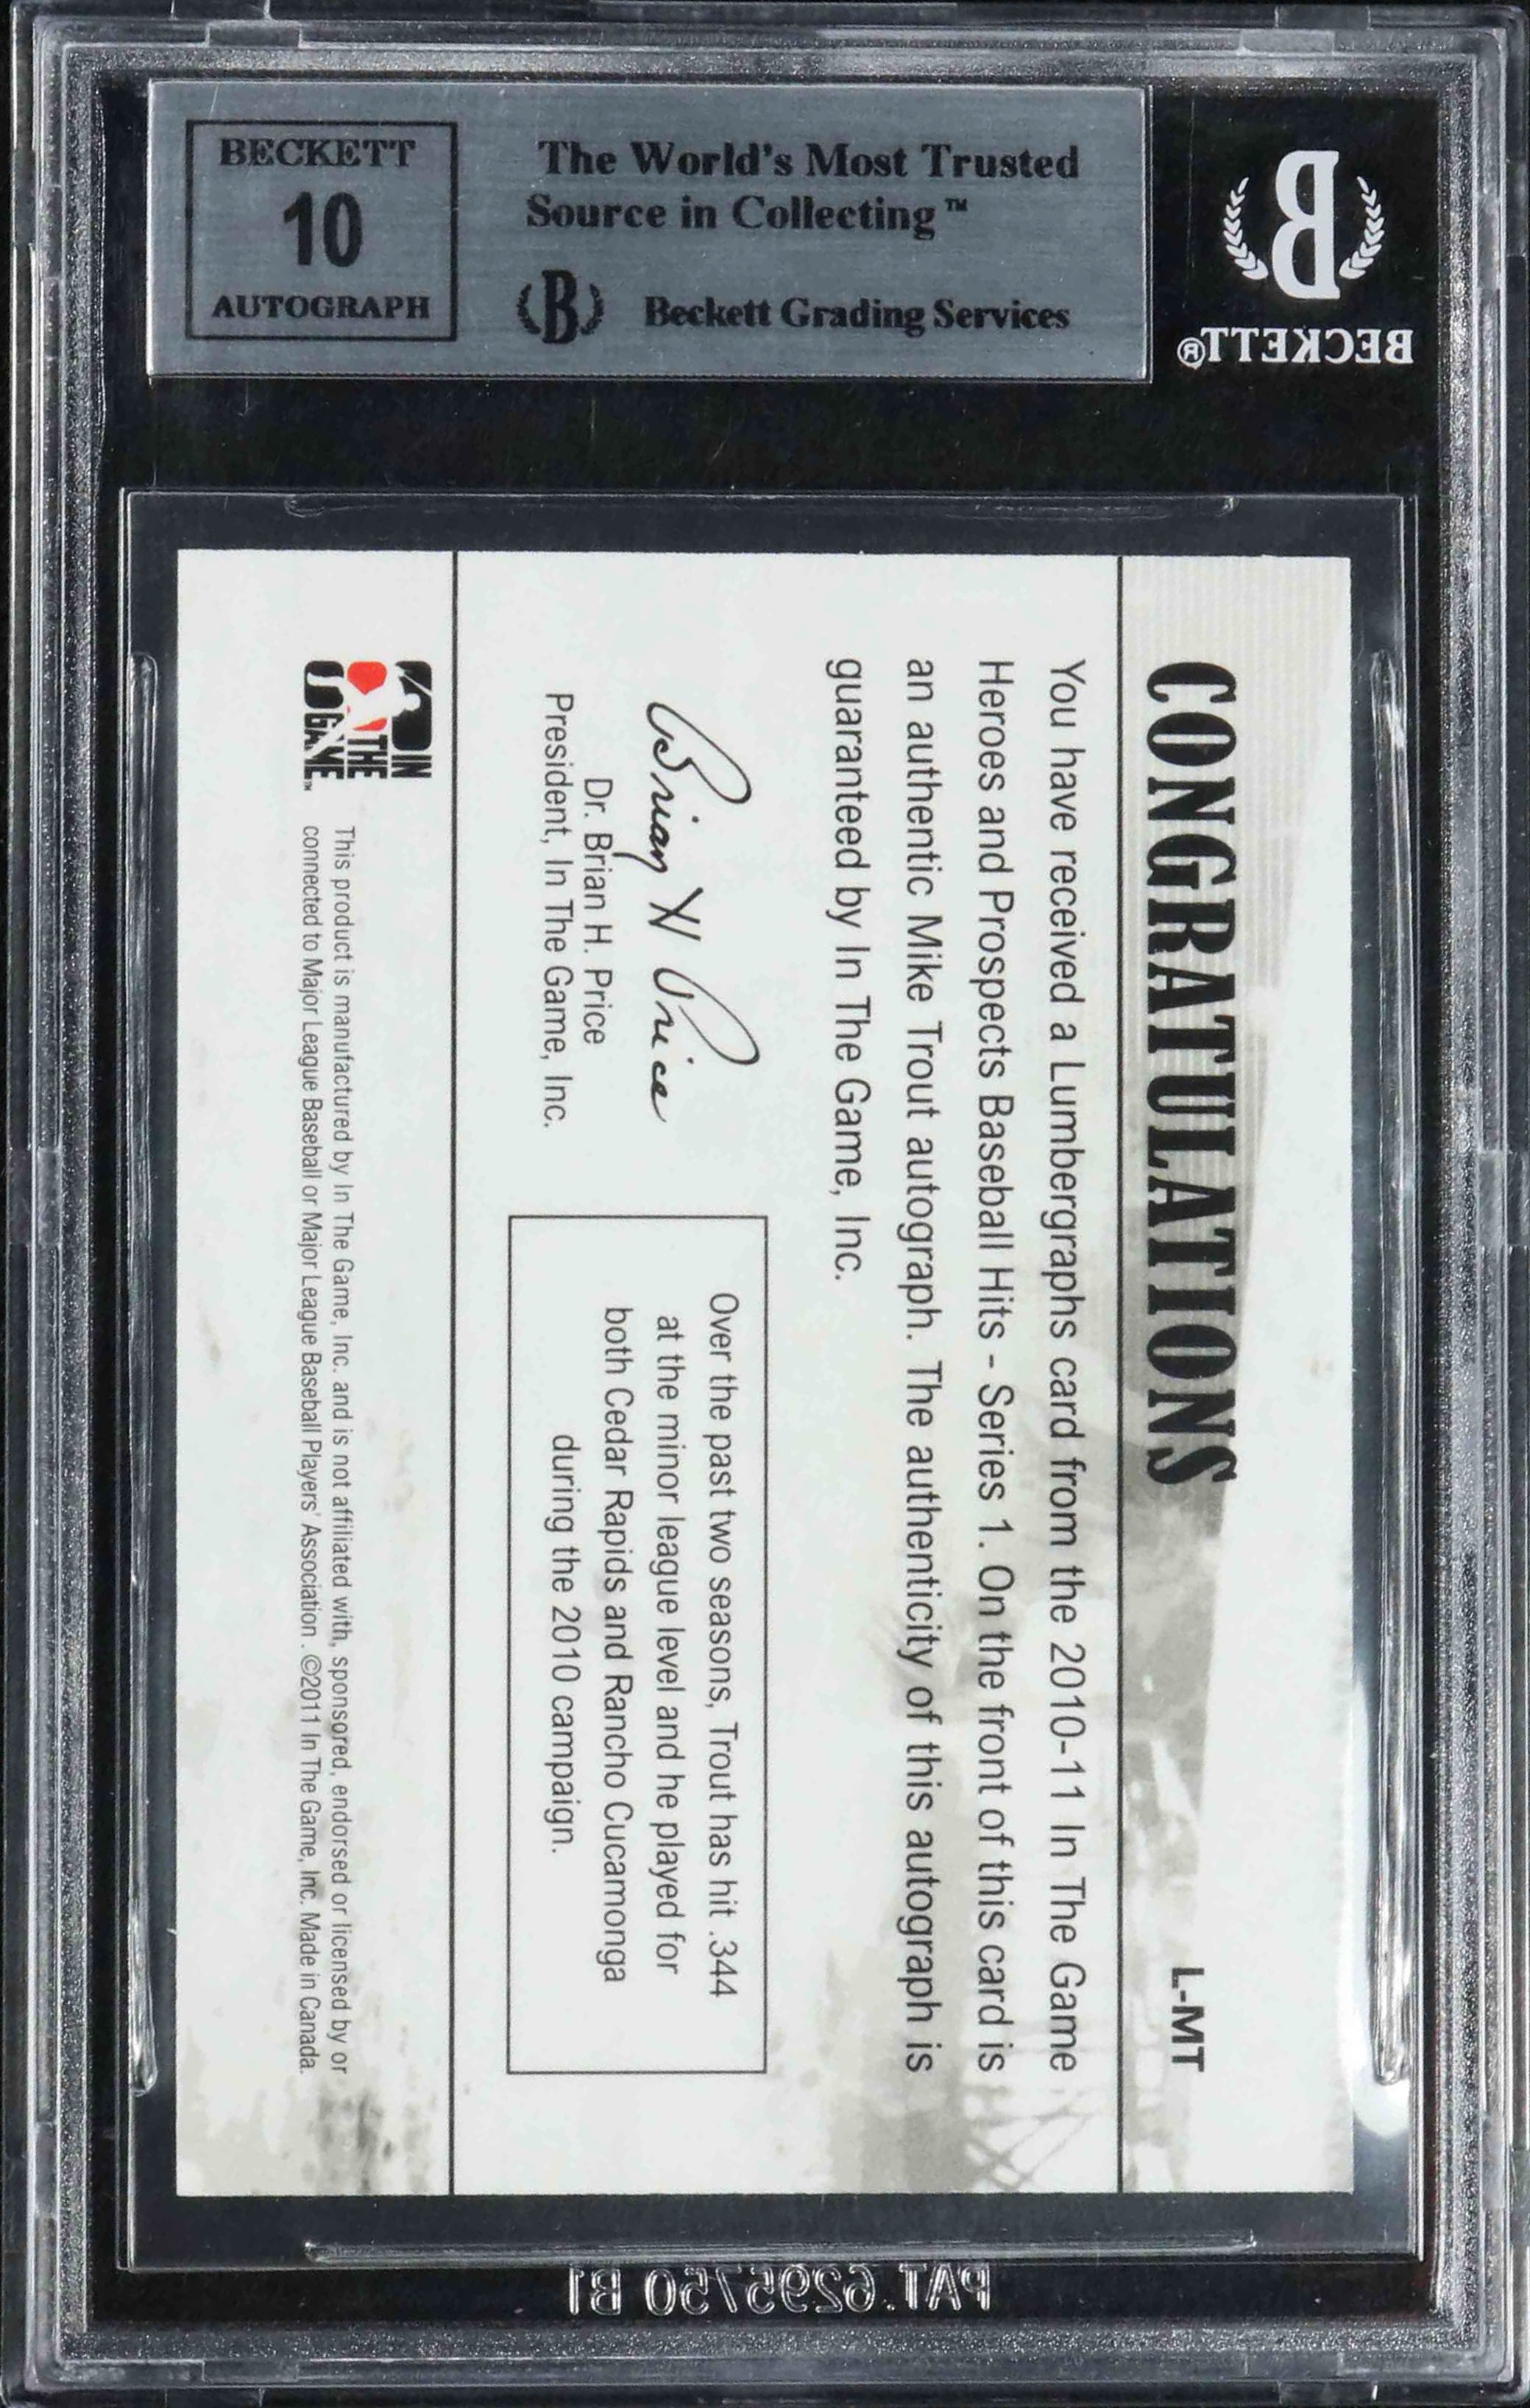 BECKETT
10
AUTOGRAPH
The World's Most Trusted
Source in Collecting™
B
Beckett Grading Services
B
BECKETT®
CONGRATULATIONS
L-MT
You have received a Lumbergraphs card from the 2010-11 In The Game
Heroes and Prospects Baseball Hits - Series 1. On the front of this card is
an authentic Mike Trout autograph. The authenticity of this autograph is
guaranteed by In The Game, Inc.
Brian H Price
Dr. Brian H. Price
President, In The Game, Inc.
Over the past two seasons, Trout has hit .344
at the minor league level and he played for
both Cedar Rapids and Rancho Cucamonga
during the 2010 campaign.
IN
THE
GAME™
This product is manufactured by In The Game, Inc. and is not affiliated with, sponsored, endorsed or licensed by or
connected to Major League Baseball or Major League Baseball Players' Association . ©2011 In The Game, Inc. Made in Canada.
PAT. 6295750 B1